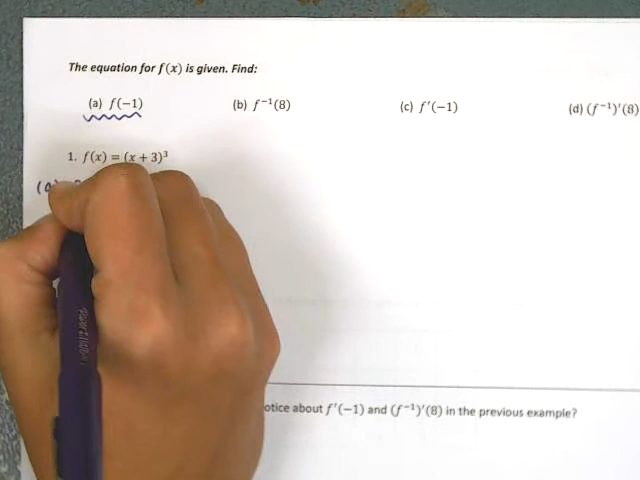 The equation for f(x) is given. Find:
(a) f(−1) (b) f⁻¹(8) (c) f′(−1) (d) (f⁻¹)′(8)
1. f(x) = (x + 3)³
(a)
otice about f′(−1) and (f⁻¹)′(8) in the previous example?